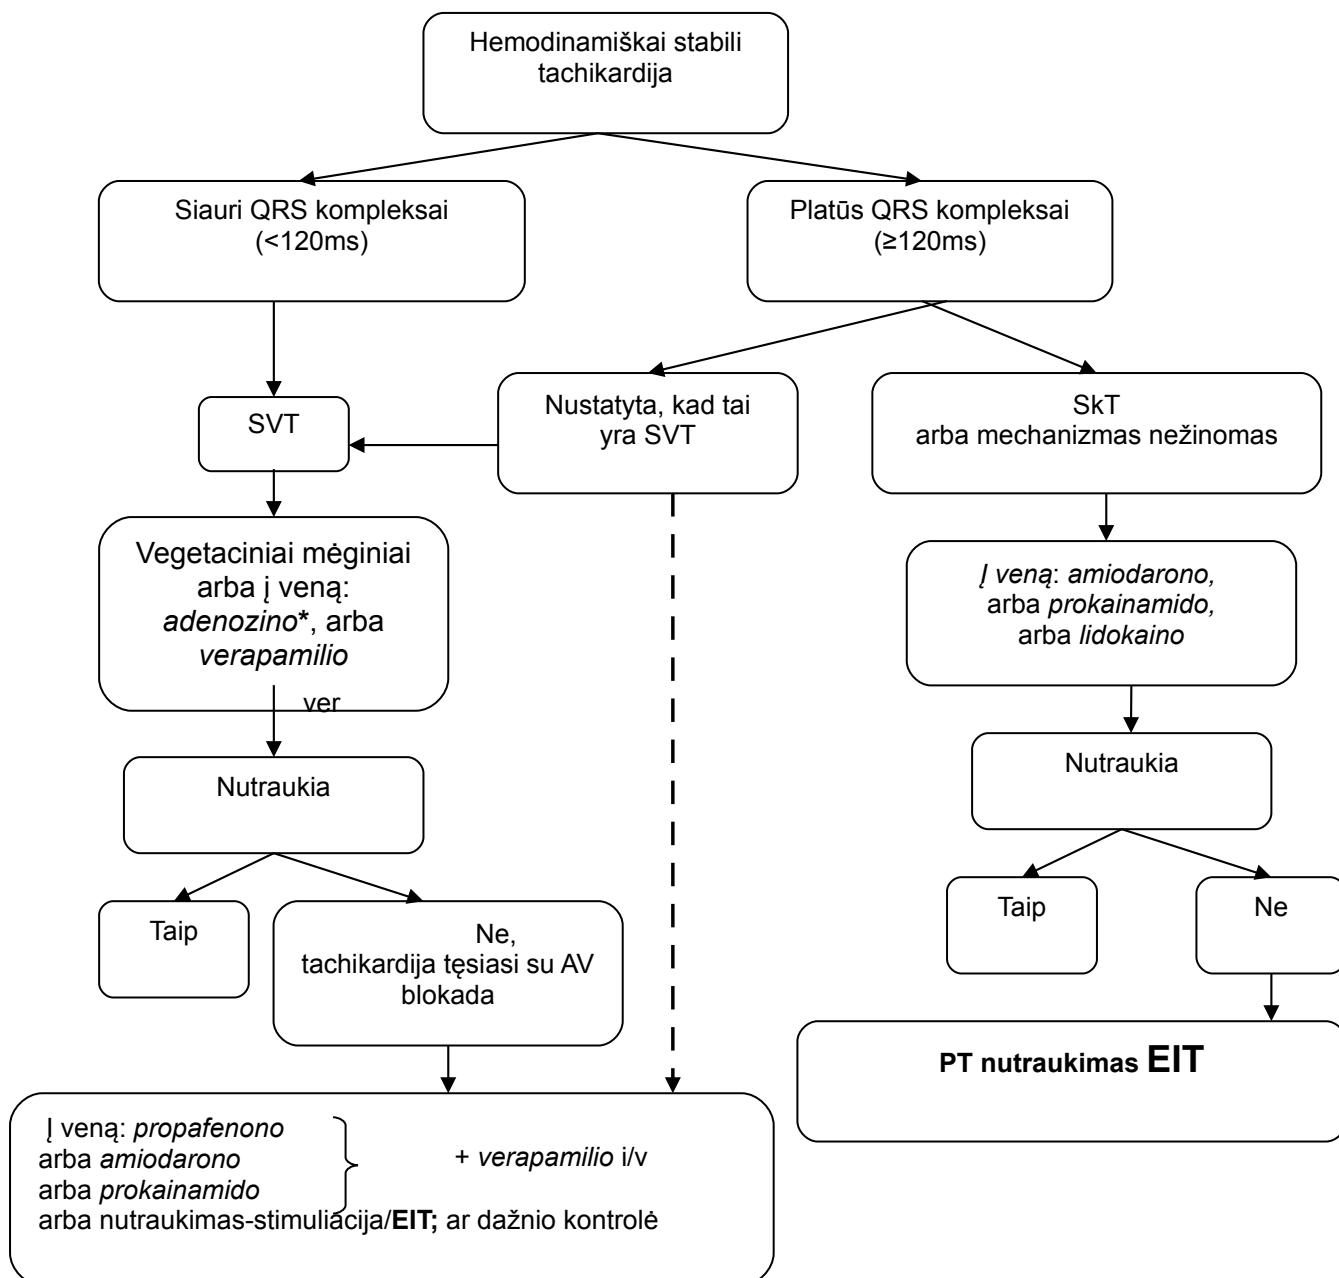 Hemodinamiškai stabili
tachikardija
Siauri QRS kompleksai
(<120ms)
Platūs QRS kompleksai
(≥120ms)
SVT
Nustatyta, kad tai
yra SVT
SkT
arba mechanizmas nežinomas
Vegetaciniai mėginiai
arba į veną:
adenozino*, arba
verapamilio
ver
Į veną: amiodarono,
arba prokainamido,
arba lidokaino
Nutraukia
Nutraukia
Taip
Ne,
tachikardija tęsiasi su AV
blokada
Taip
Ne
PT nutraukimas EIT
Į veną: propafenono
arba amiodarono
+ verapamilio i/v
arba prokainamido
arba nutraukimas-stimuliacija/EIT; ar dažnio kontrolė